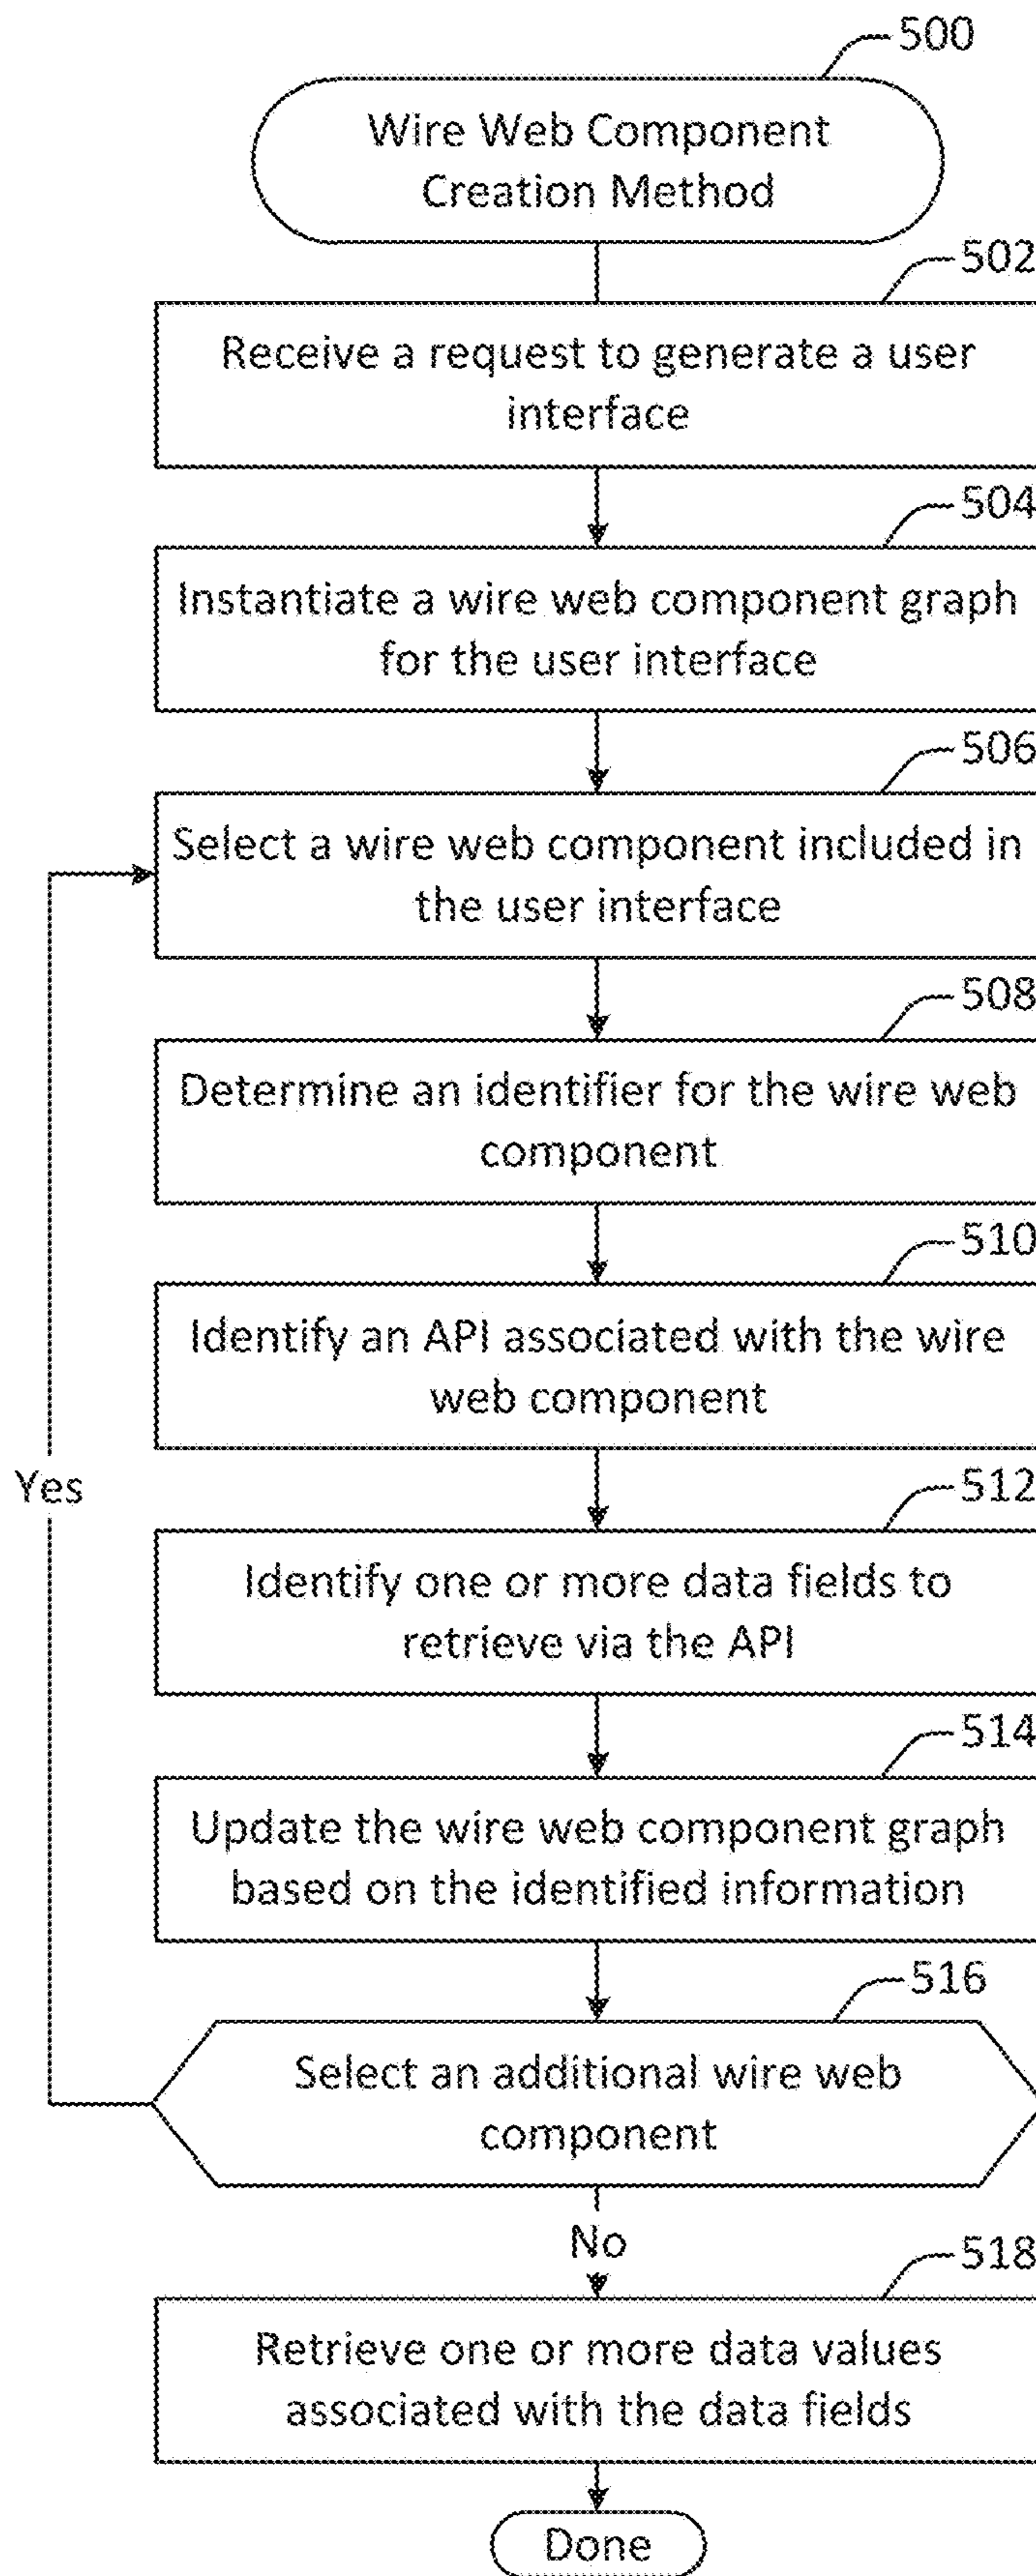 500
Wire Web Component
Creation Method
502
Receive a request to generate a user
interface
504
Instantiate a wire web component graph
for the user interface
506
Select a wire web component included in
the user interface
508
Determine an identifier for the wire web
component
510
Identify an API associated with the wire
web component
Yes
512
Identify one or more data fields to
retrieve via the API
514
Update the wire web component graph
based on the identified information
516
Select an additional wire web
component
No
518
Retrieve one or more data values
associated with the data fields
Done